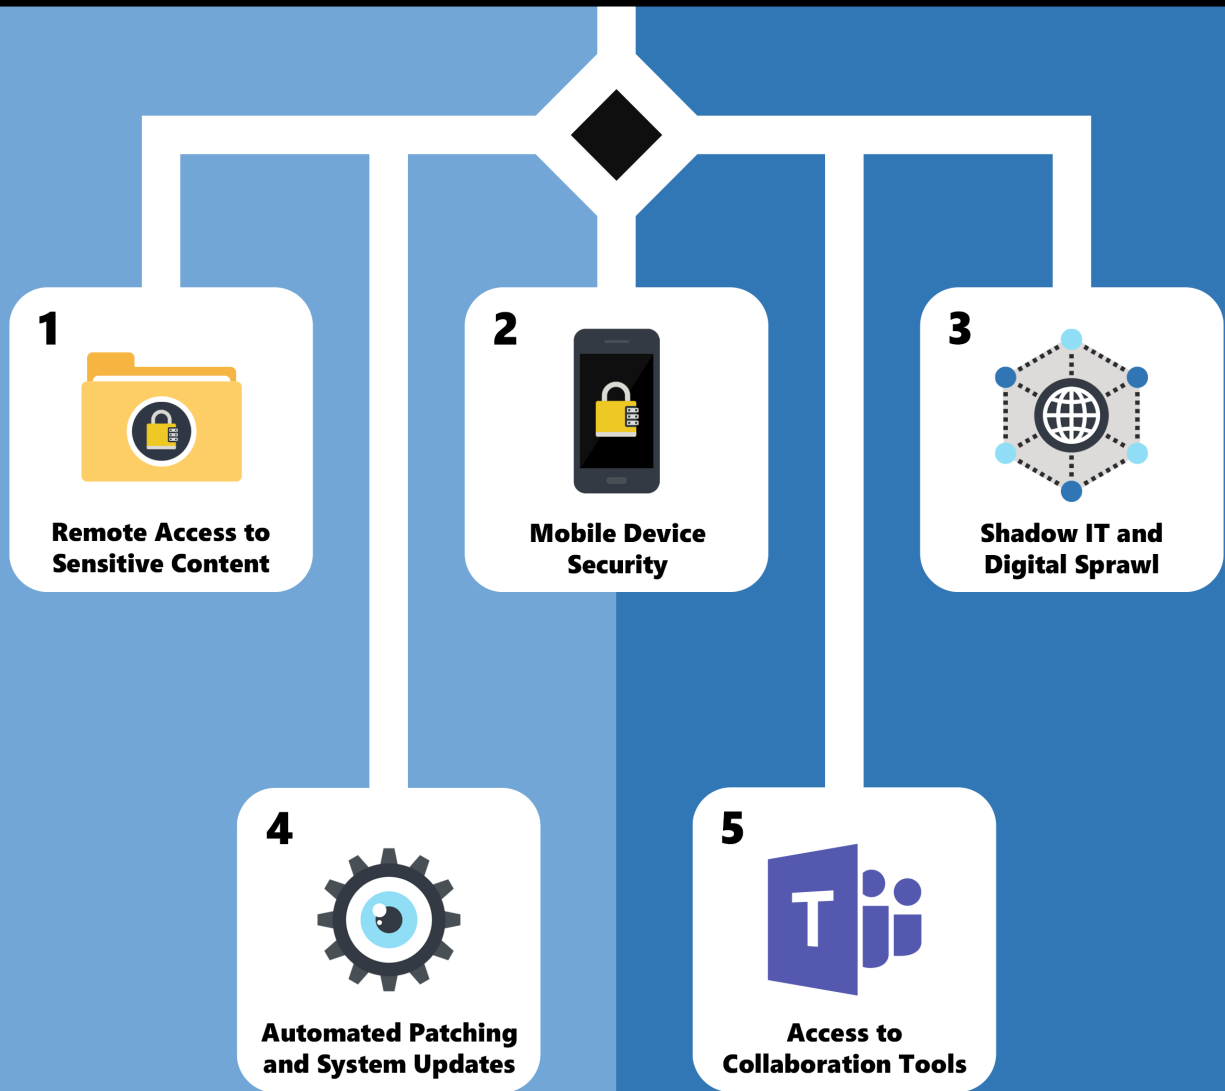 1
Remote Access to
Sensitive Content
2
Mobile Device
Security
3
Shadow IT and
Digital Sprawl
4
Automated Patching
and System Updates
5
T
Access to
Collaboration Tools